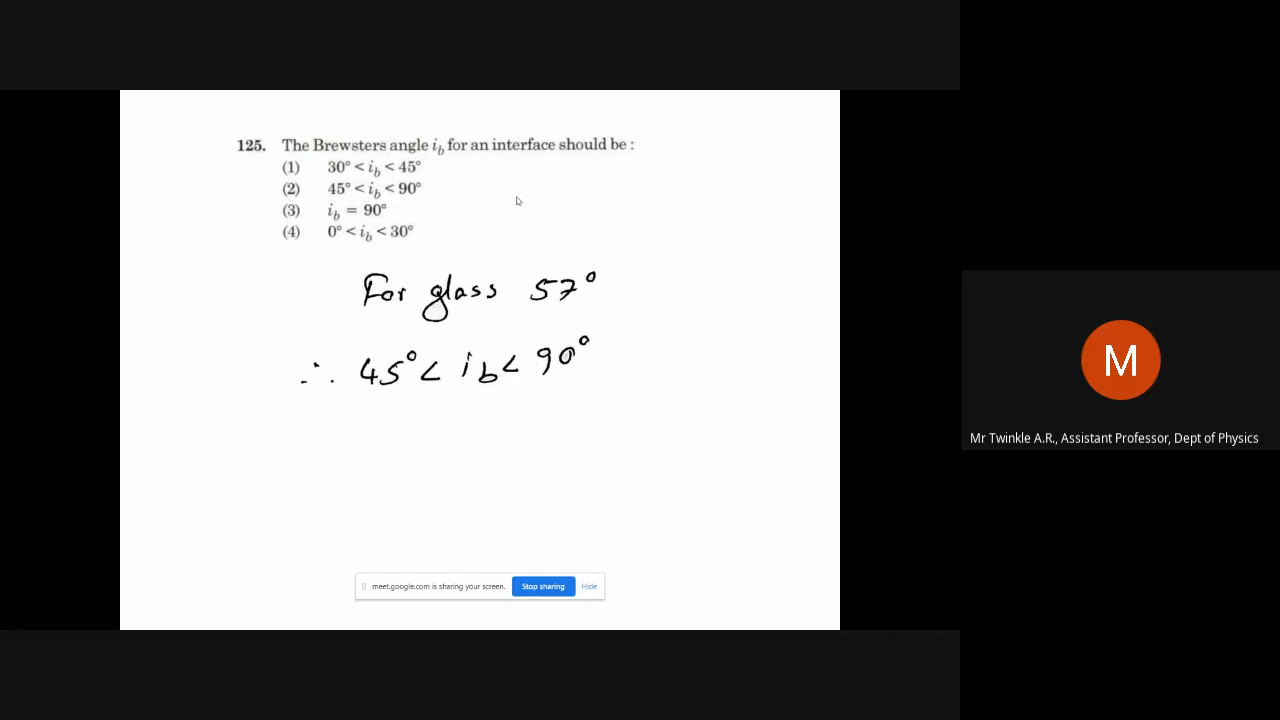 125. The Brewsters angle i_b for an interface should be :
(1) 30° < i_b < 45°
(2) 45° < i_b < 90°
(3) i_b = 90°
(4) 0° < i_b < 30°
For glass 57°
∴ 45° < i_b < 90°
M
Mr Twinkle A.R., Assistant Professor, Dept of Physics
meet.google.com is sharing your screen. Stop sharing Hide